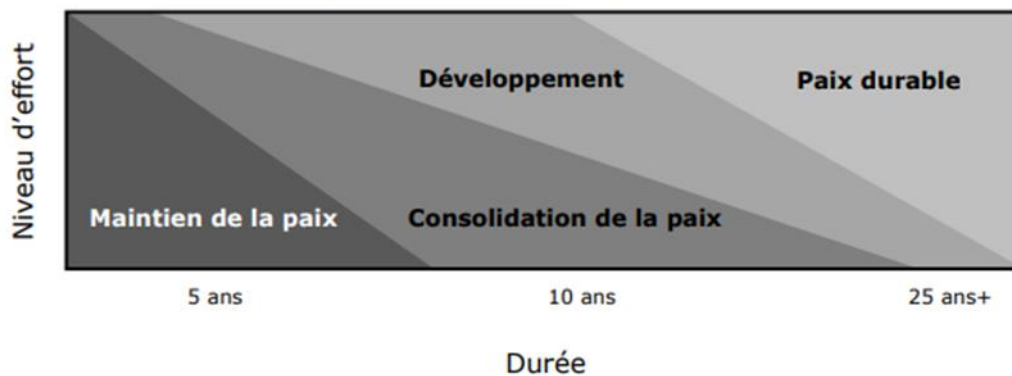 Niveau d'effort
Développement
Paix durable
Maintien de la paix
Consolidation de la paix
5 ans
10 ans
25 ans+
Durée